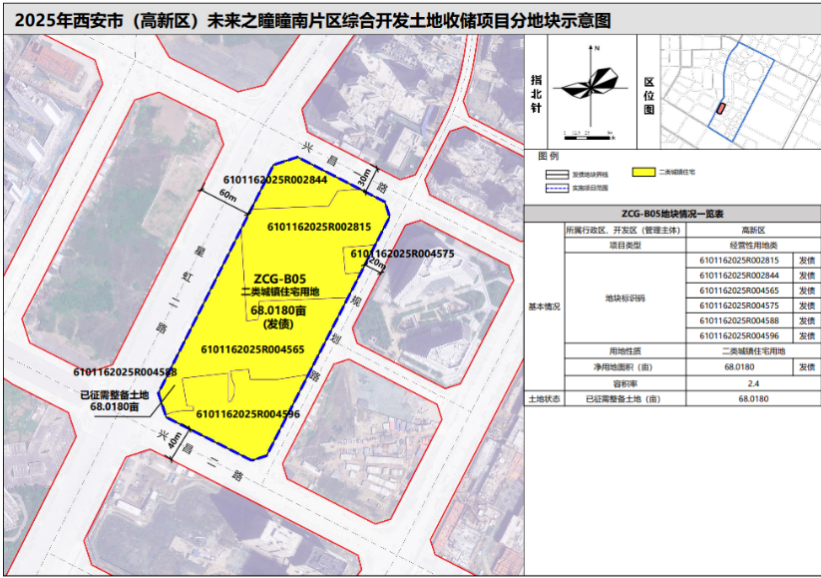 2025年西安市（高新区）未来之瞳瞳南片区综合开发土地收储项目分地块示意图
兴昌一路
30m
6101162025R002844
60m
6101162025R002815
6101162025R004575
20m
星虹二路
ZCG-B05
二类城镇住宅用地
68.0180亩
(发债)
规划路
6101162025R004565
6101162025R004588
已征需整备土地
68.0180亩
6101162025R004596
40m
兴昌二路
指北针
N
区位图
图例
发债地块界线
二类城镇住宅
实施项目范围
ZCG-B05地块情况一览表
基本情况
所属行政区、开发区（管理主体） 高新区
项目类型 经营性用地类
地块标识码
6101162025R002815 发债
6101162025R002844 发债
6101162025R004565 发债
6101162025R004575 发债
6101162025R004588 发债
6101162025R004596 发债
用地性质 二类城镇住宅用地
净用地面积（亩） 68.0180 发债
容积率 2.4
土地状态 已征需整备土地（亩） 68.0180